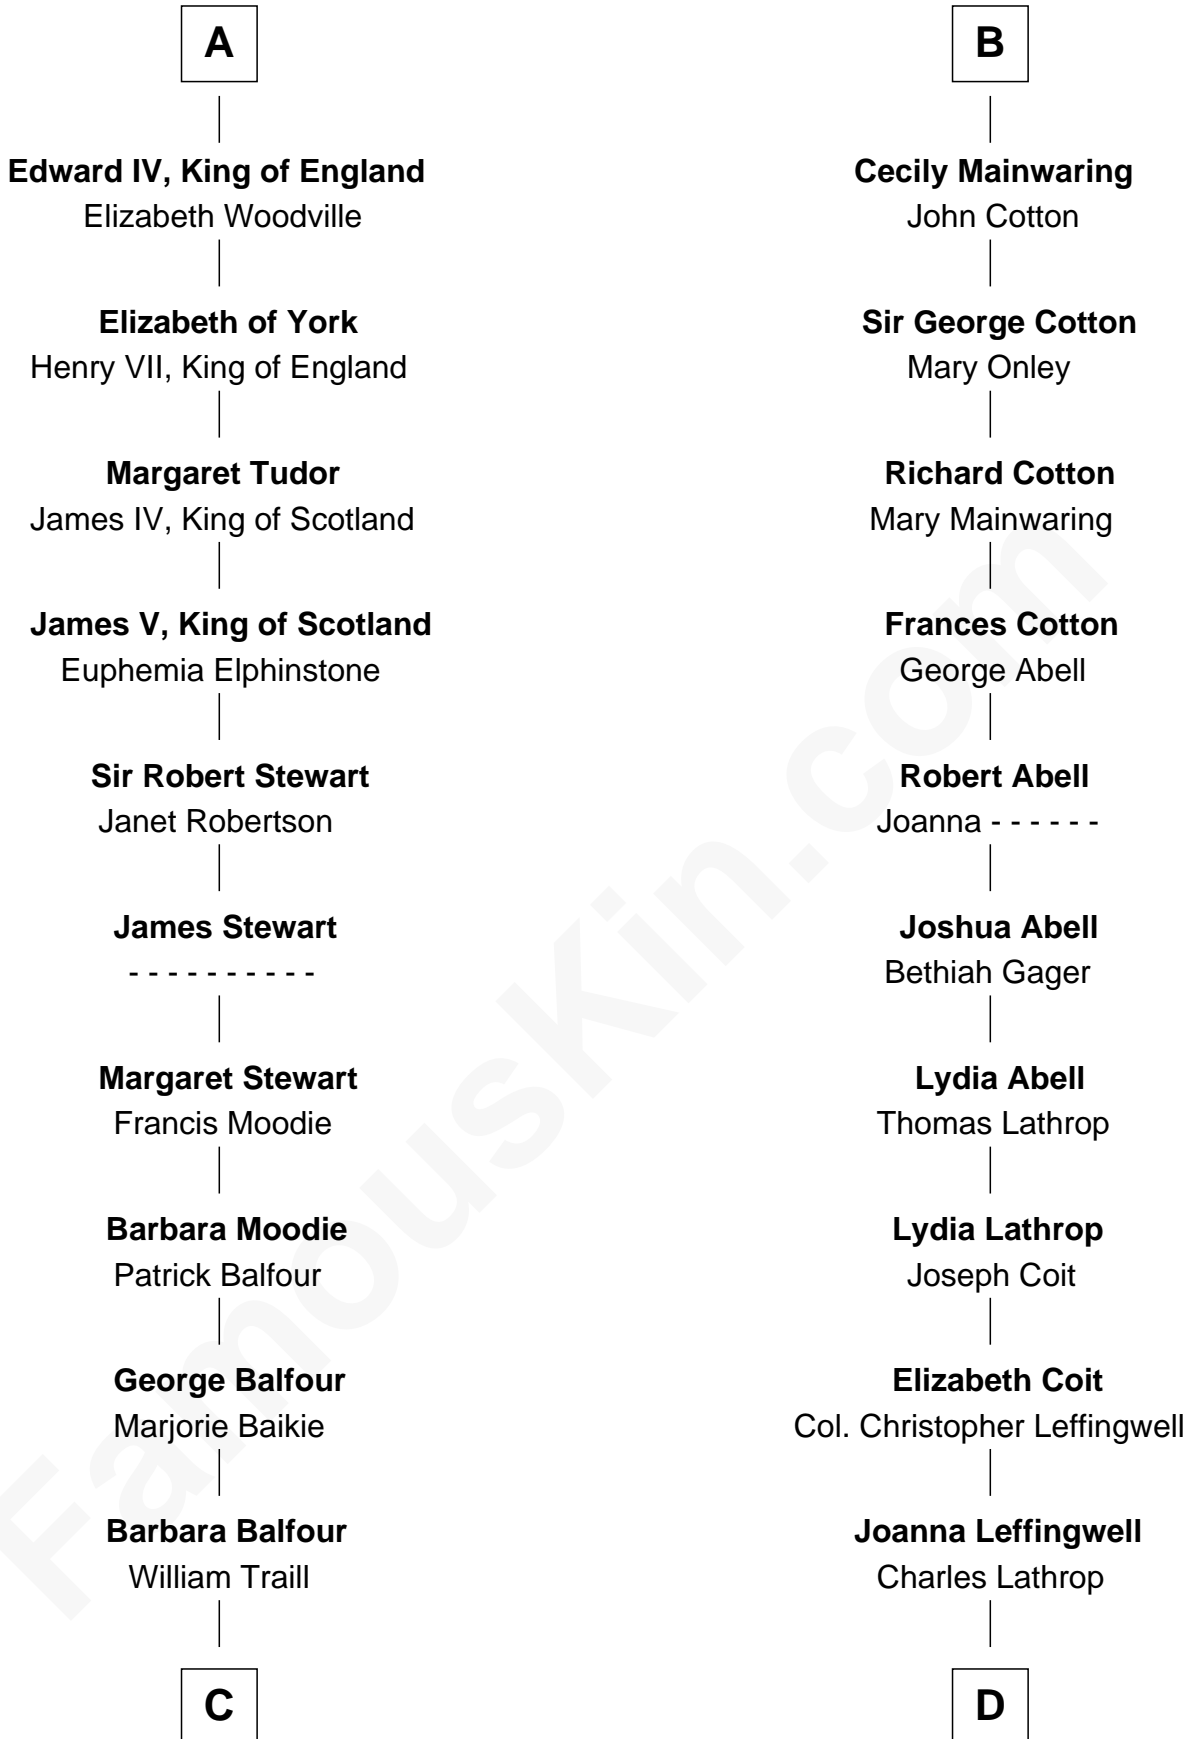 A
Edward IV, King of England
Elizabeth Woodville
Elizabeth of York
Henry VII, King of England
Margaret Tudor
James IV, King of Scotland
James V, King of Scotland
Euphemia Elphinstone
Sir Robert Stewart
Janet Robertson
James Stewart
- - - - - - - - - -
Margaret Stewart
Francis Moodie
Barbara Moodie
Patrick Balfour
George Balfour
Marjorie Baikie
Barbara Balfour
William Traill
C
B
Cecily Mainwaring
John Cotton
Sir George Cotton
Mary Onley
Richard Cotton
Mary Mainwaring
Frances Cotton
George Abell
Robert Abell
Joanna - - - - - -
Joshua Abell
Bethiah Gager
Lydia Abell
Thomas Lathrop
Lydia Lathrop
Joseph Coit
Elizabeth Coit
Col. Christopher Leffingwell
Joanna Leffingwell
Charles Lathrop
D
FamousKin.com